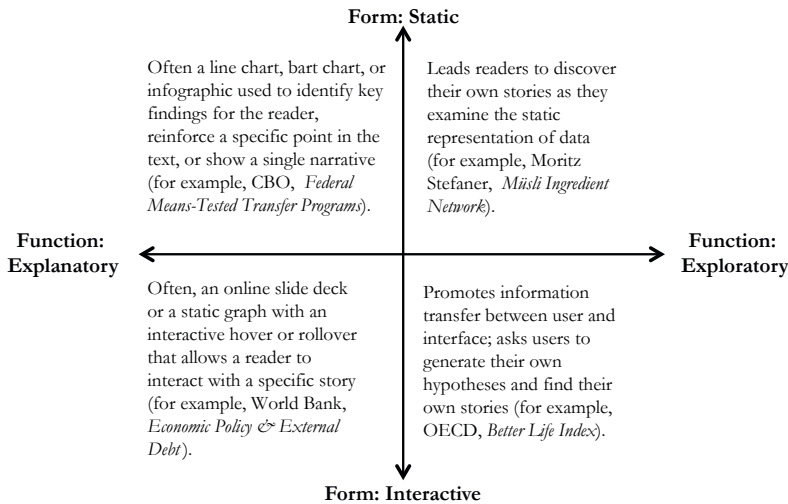 Form: Static
Often a line chart, bart chart, or
infographic used to identify key
findings for the reader,
reinforce a specific point in the
text, or show a single narrative
(for example, CBO, Federal
Means-Tested Transfer Programs).
Leads readers to discover
their own stories as they
examine the static
representation of data
(for example, Moritz
Stefaner, Müsli Ingredient
Network).
Function:
Explanatory
Function:
Exploratory
Often, an online slide deck
or a static graph with an
interactive hover or rollover
that allows a reader to
interact with a specific story
(for example, World Bank,
Economic Policy & External
Debt).
Promotes information
transfer between user and
interface; asks users to
generate their own
hypotheses and find their
own stories (for example,
OECD, Better Life Index).
Form: Interactive